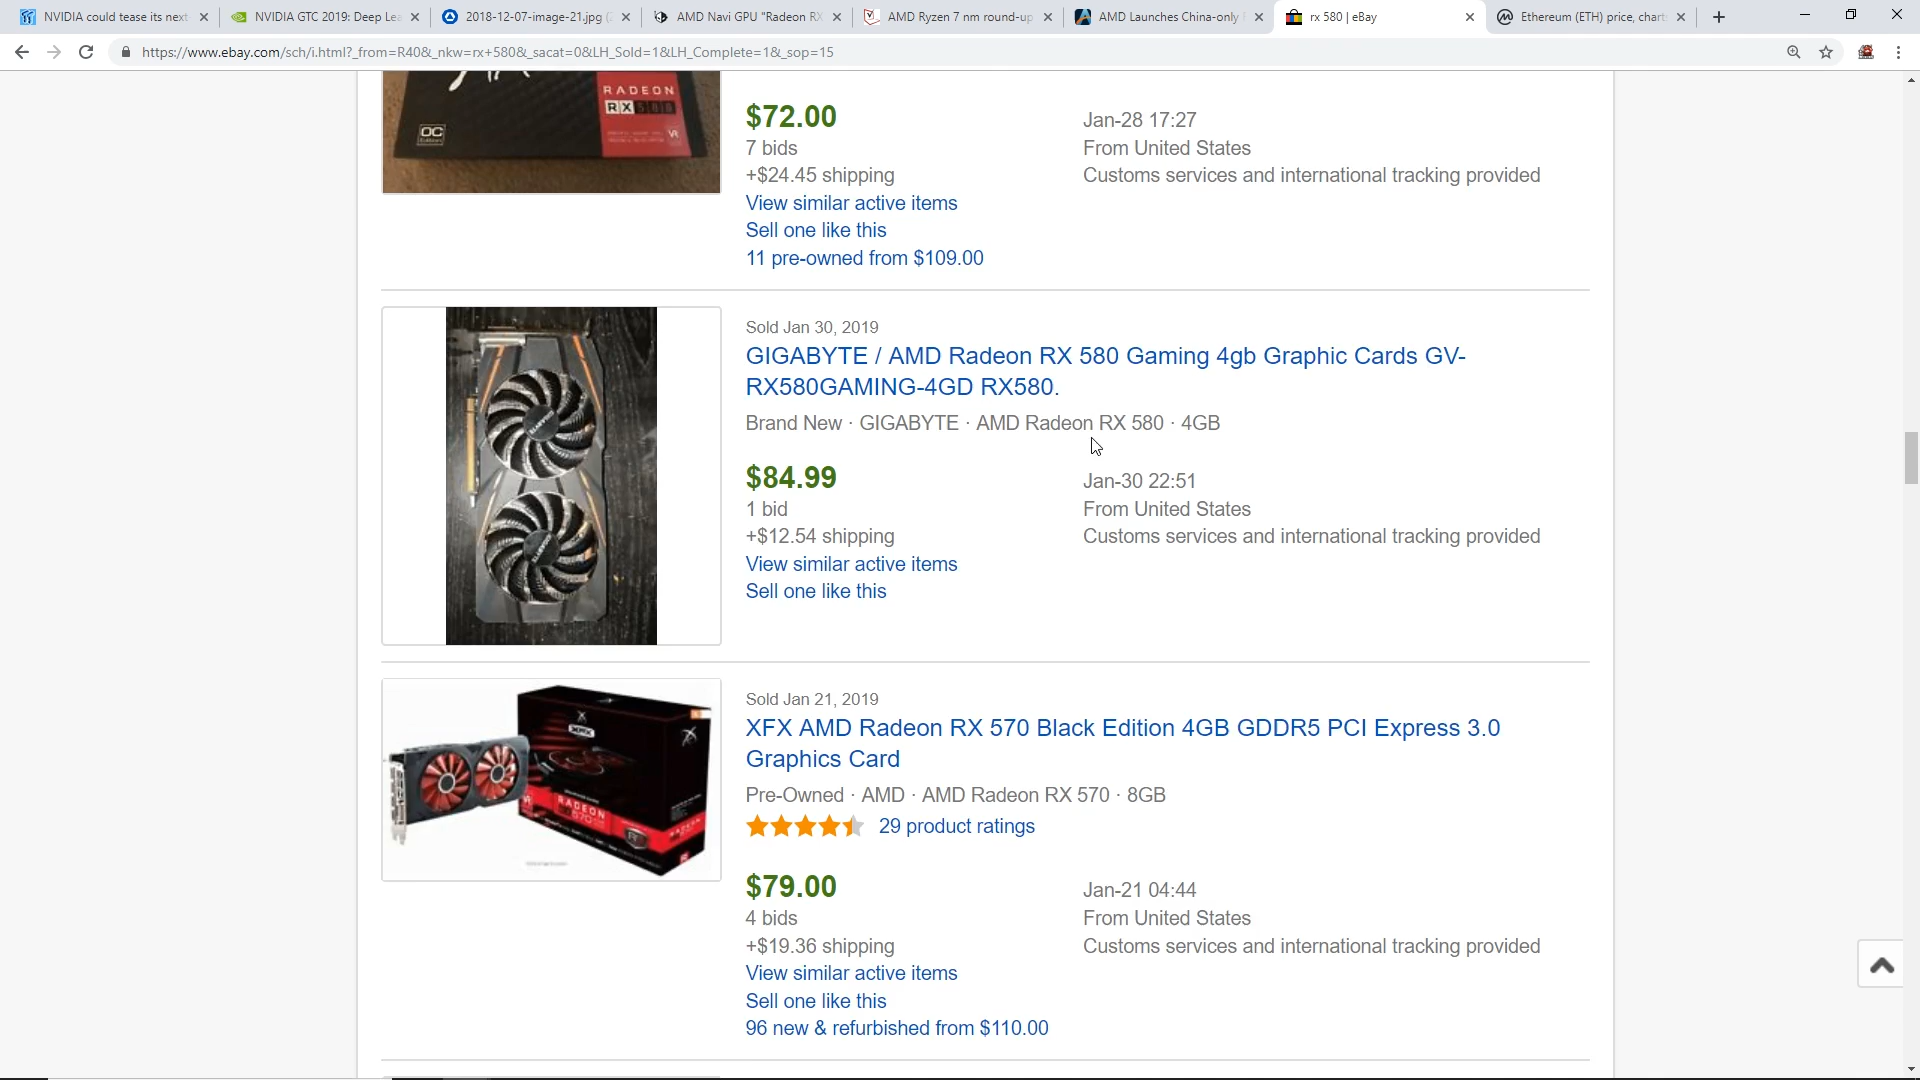 NVIDIA could tease its next
NVIDIA GTC 2019: Deep Le
2018-12-07-image-21.jpg (
AMD Navi GPU "Radeon R
AMD Ryzen 7 nm round-up
AMD Launches China-only
rx 580 | eBay
Ethereum (ETH) price, chart
https://www.ebay.com/sch/i.html?_from=R40&_nkw=rx+580&_sacat=0&LH_Sold=1&LH_Complete=1&_sop=15
RADEON
RX 580
OC
Edition
VR
$72.00
Jan-28 17:27
7 bids
From United States
+$24.45 shipping
Customs services and international tracking provided
View similar active items
Sell one like this
11 pre-owned from $109.00
Sold Jan 30, 2019
GIGABYTE / AMD Radeon RX 580 Gaming 4gb Graphic Cards GV-
RX580GAMING-4GD RX580.
Brand New · GIGABYTE · AMD Radeon RX 580 · 4GB
$84.99
Jan-30 22:51
1 bid
From United States
+$12.54 shipping
Customs services and international tracking provided
View similar active items
Sell one like this
Sold Jan 21, 2019
XFX AMD Radeon RX 570 Black Edition 4GB GDDR5 PCI Express 3.0
Graphics Card
Pre-Owned · AMD · AMD Radeon RX 570 · 8GB
29 product ratings
XFX
RADEON
$79.00
Jan-21 04:44
4 bids
From United States
+$19.36 shipping
Customs services and international tracking provided
View similar active items
Sell one like this
96 new & refurbished from $110.00